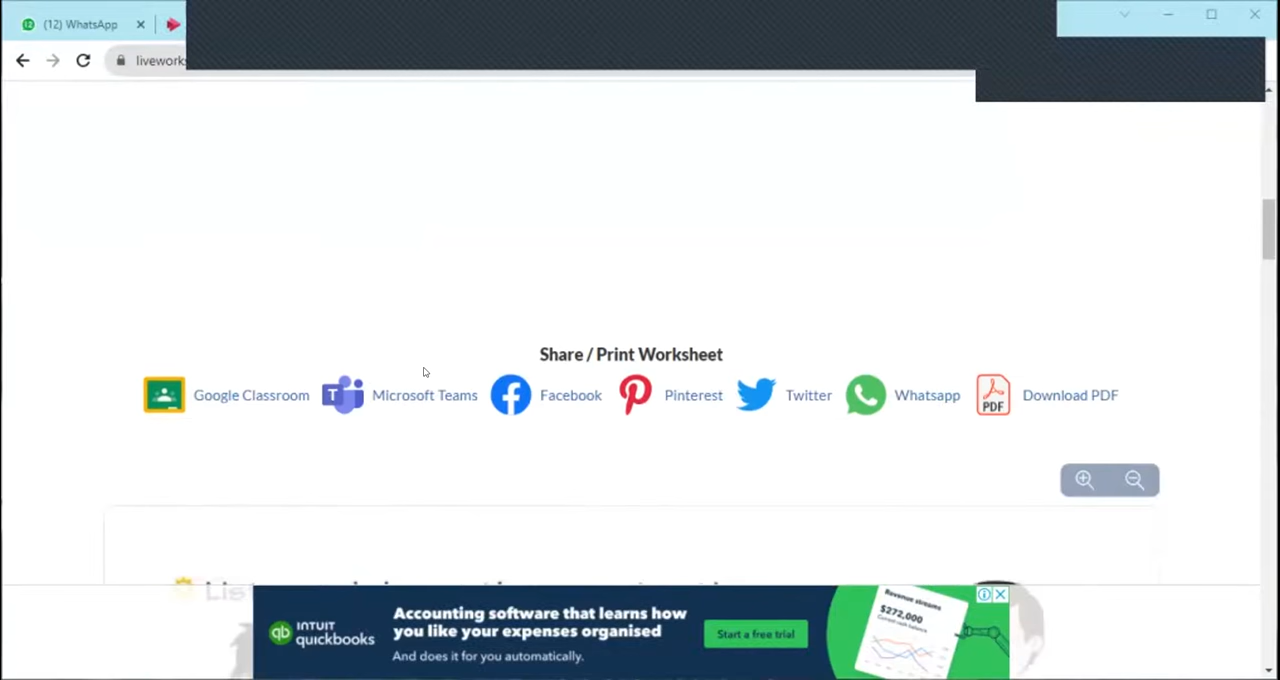 (12) WhatsApp
livework
Share / Print Worksheet
Google Classroom Microsoft Teams Facebook Pinterest Twitter Whatsapp PDF Download PDF
INTUIT
quickbooks
Accounting software that learns how
you like your expenses organised
And does it for you automatically.
Start a free trial
Revenue streams
$272,000